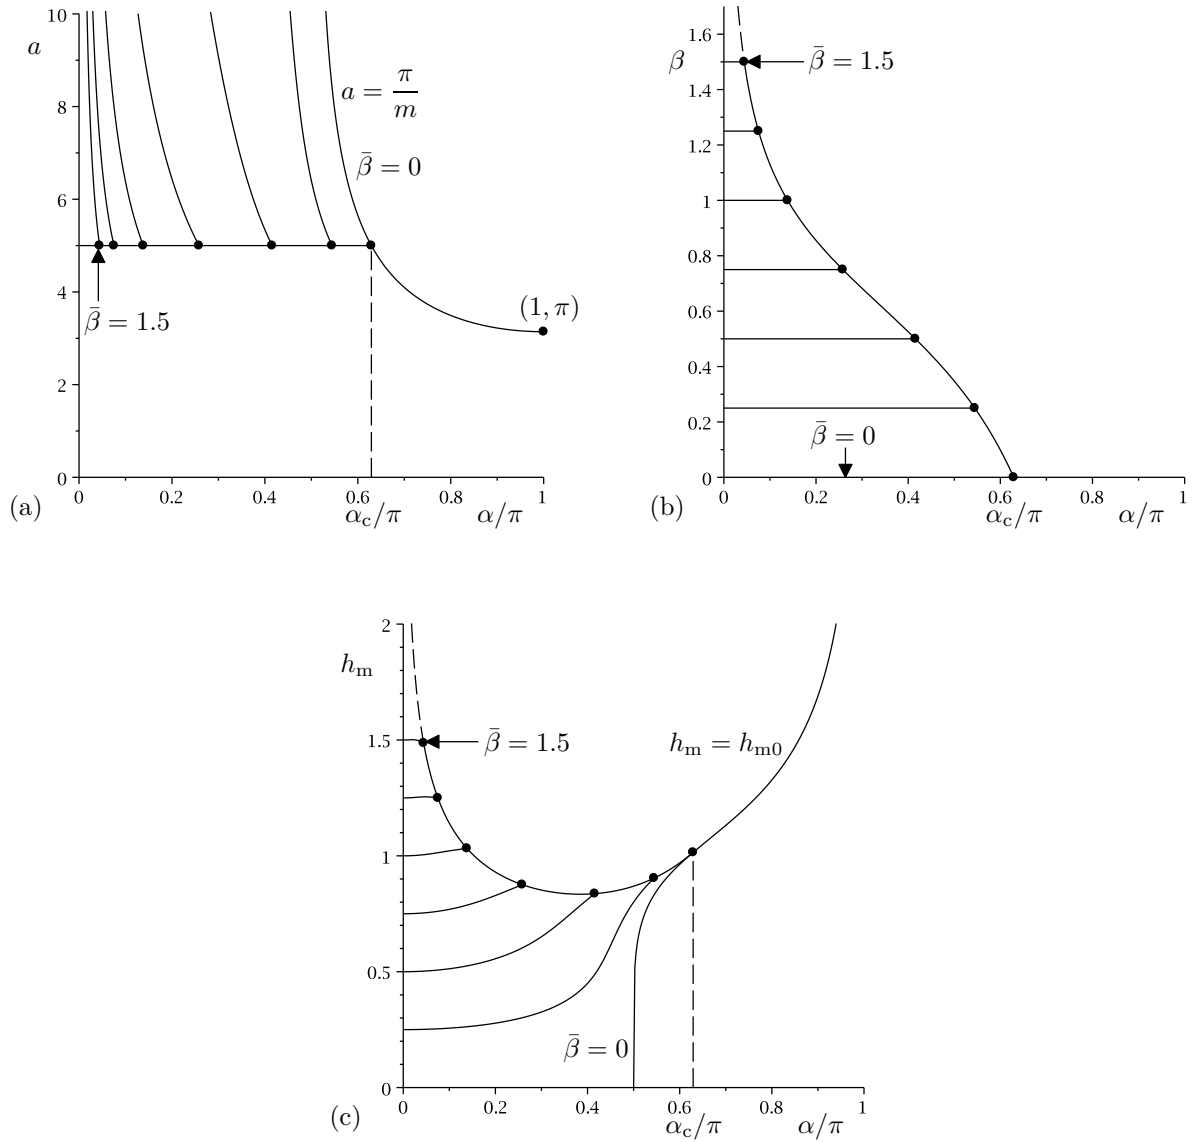 10
a
8
6
4
2
0
a = π/m
β̄ = 0
β̄ = 1.5
(1, π)
0 0.2 0.4 0.6 0.8 1
(a)
α_c/π α/π
β
1.6
1.4
1.2
1
0.8
0.6
0.4
0.2
0
β̄ = 1.5
β̄ = 0
0 0.2 0.4 0.6 0.8 1
(b)
α_c/π α/π
2
h_m
1.5
1
0.5
0
β̄ = 1.5
h_m = h_m0
β̄ = 0
0 0.2 0.4 0.6 0.8 1
(c)
α_c/π α/π